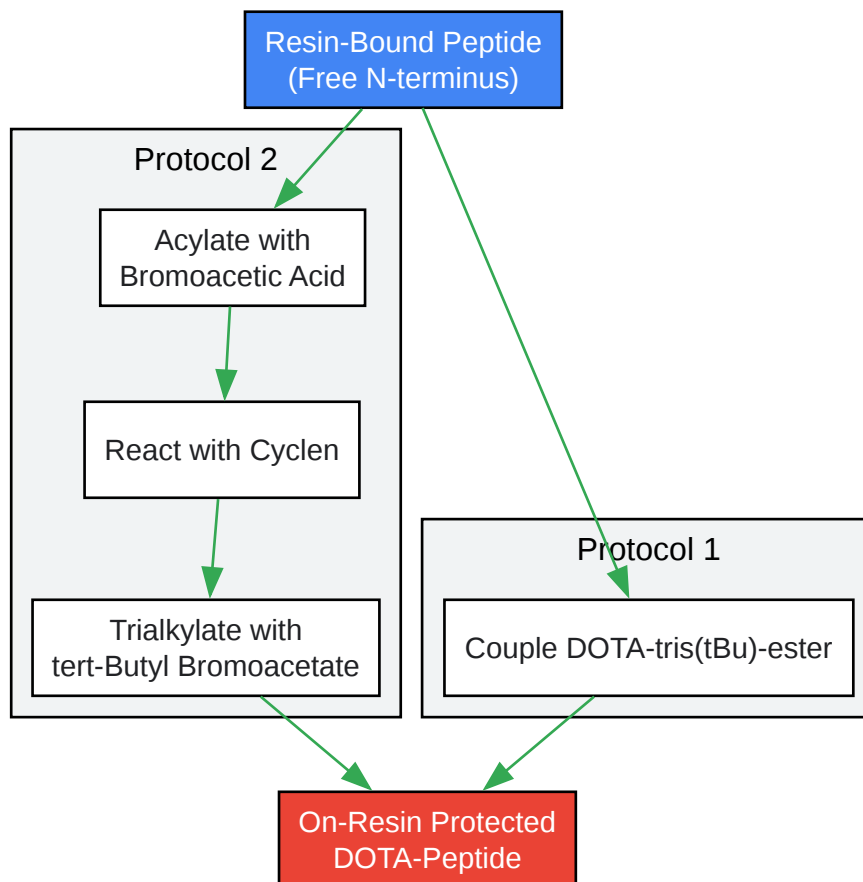 Resin-Bound Peptide
(Free N-terminus)
Protocol 2
Acylate with
Bromoacetic Acid
React with Cyclen
Trialkylate with
tert-Butyl Bromoacetate
Protocol 1
Couple DOTA-tris(tBu)-ester
On-Resin Protected
DOTA-Peptide